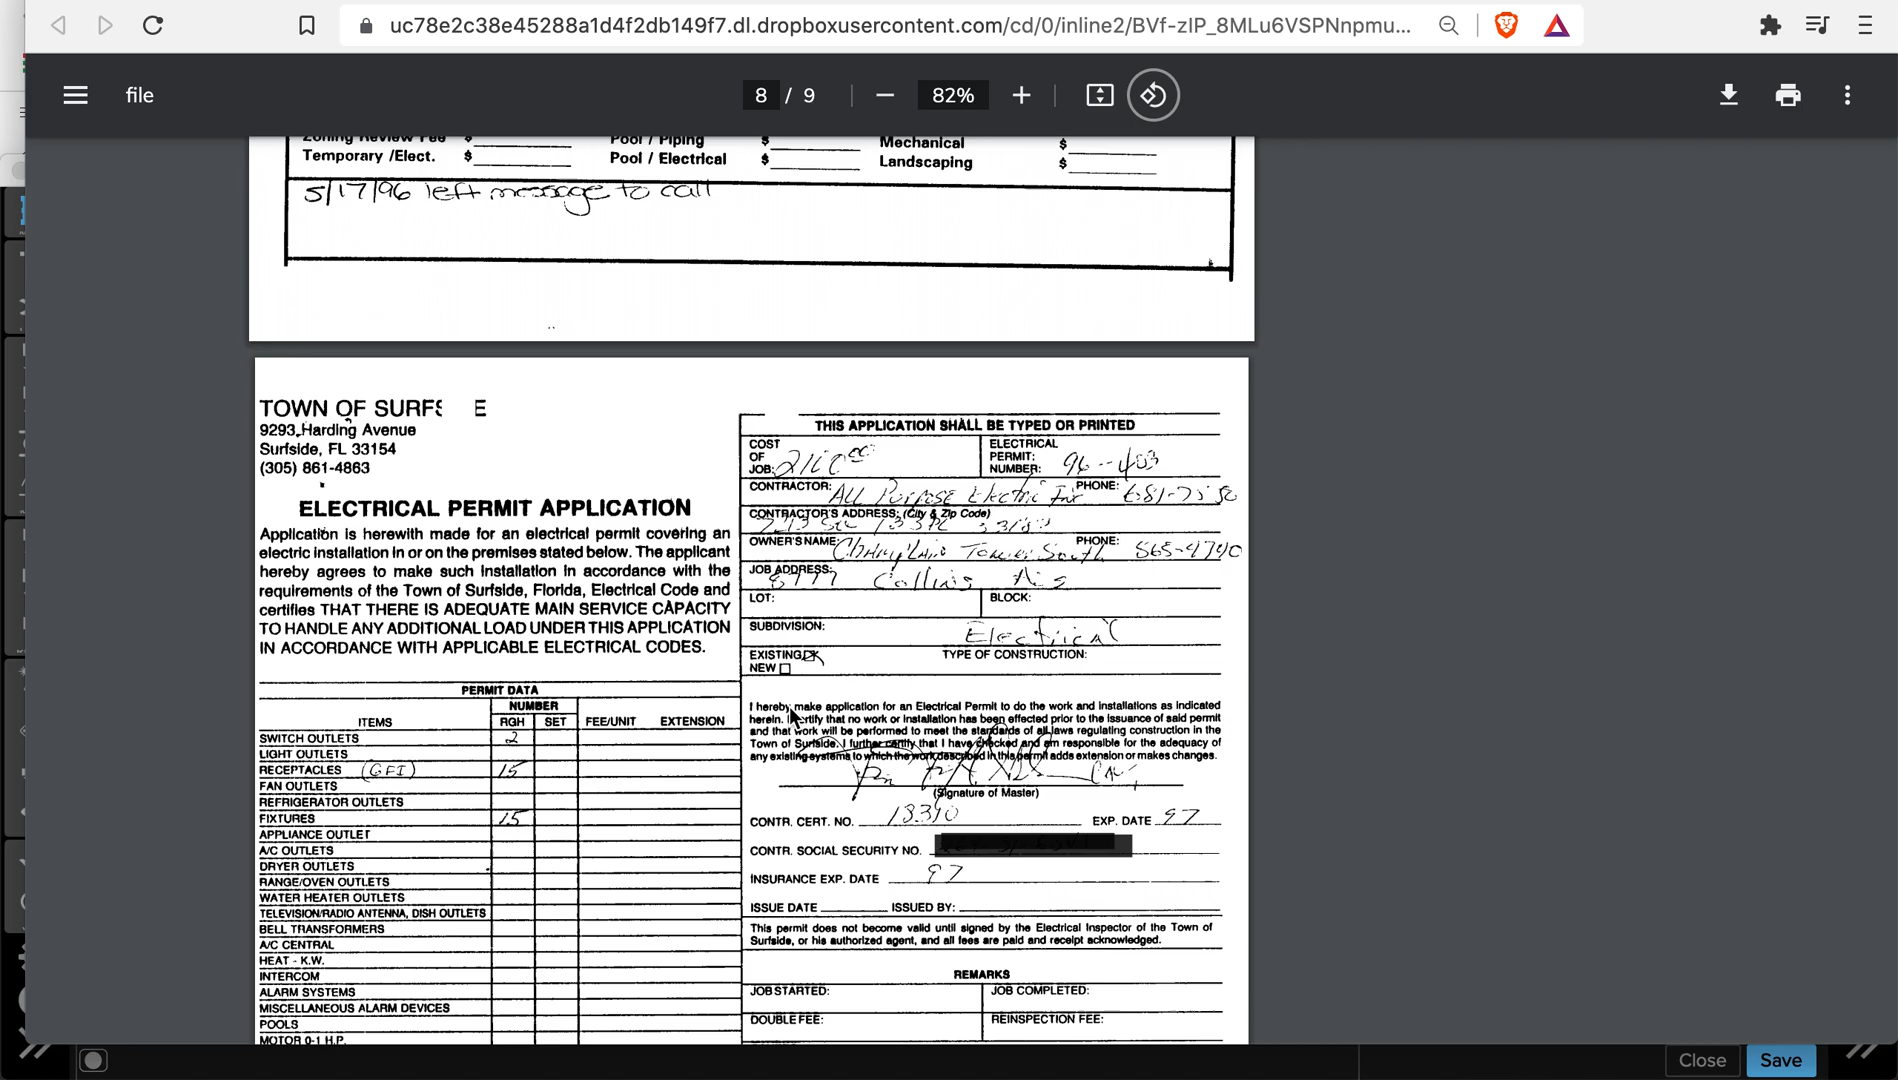 uc78e2c38e45288a1d4f2db149f7.dl.dropboxusercontent.com/cd/0/inline2/BVf-zIP_8MLu6VSPNnpmu...
file
8 / 9
82%
Zoning Review Fee $ Pool / Piping $ Mechanical $
Temporary /Elect. $ Pool / Electrical $ Landscaping $
5/17/96 left message to call
TOWN OF SURFS E
9293 Harding Avenue
Surfside, FL 33154
(305) 861-4863
ELECTRICAL PERMIT APPLICATION
Application is herewith made for an electrical permit covering an
electric installation in or on the premises stated below. The applicant
hereby agrees to make such installation in accordance with the
requirements of the Town of Surfside, Florida, Electrical Code and
certifies THAT THERE IS ADEQUATE MAIN SERVICE CAPACITY
TO HANDLE ANY ADDITIONAL LOAD UNDER THIS APPLICATION
IN ACCORDANCE WITH APPLICABLE ELECTRICAL CODES.
PERMIT DATA
NUMBER
ITEMS RGH SET FEE/UNIT EXTENSION
SWITCH OUTLETS 2
LIGHT OUTLETS
RECEPTACLES (GFI) 15
FAN OUTLETS
REFRIGERATOR OUTLETS
FIXTURES 15
APPLIANCE OUTLET
A/C OUTLETS
DRYER OUTLETS
RANGE/OVEN OUTLETS
WATER HEATER OUTLETS
TELEVISION/RADIO ANTENNA, DISH OUTLETS
BELL TRANSFORMERS
A/C CENTRAL
HEAT - K.W.
INTERCOM
ALARM SYSTEMS
MISCELLANEOUS ALARM DEVICES
POOLS
MOTOR 0-1 H.P.
THIS APPLICATION SHALL BE TYPED OR PRINTED
COST ELECTRICAL
OF PERMIT:
JOB: NUMBER: 96-403
CONTRACTOR: ALL Purpose Electric Inc PHONE:
CONTRACTOR'S ADDRESS: (City & Zip Code)
OWNER'S NAME: Champlain Tower South PHONE: 865-4740
JOB ADDRESS: 8777 Collins
LOT: BLOCK:
SUBDIVISION: Electrical
EXISTING TYPE OF CONSTRUCTION:
NEW
I hereby make application for an Electrical Permit to do the work and installations as indicated
herein. I certify that no work or installation has been effected prior to the issuance of said permit
and that work will be performed to meet the standards of all laws regulating construction in the
Town of Surfside. I further certify that I have checked and am responsible for the adequacy of
any existing systems to which the work described in this permit adds extension or makes changes.
(Signature of Master)
CONTR. CERT. NO. EXP. DATE 97
CONTR. SOCIAL SECURITY NO.
INSURANCE EXP. DATE 97
ISSUE DATE ISSUED BY:
This permit does not become valid until signed by the Electrical Inspector of the Town of
Surfside, or his authorized agent, and all fees are paid and receipt acknowledged.
REMARKS
JOB STARTED: JOB COMPLETED:
DOUBLE FEE: REINSPECTION FEE:
Close Save